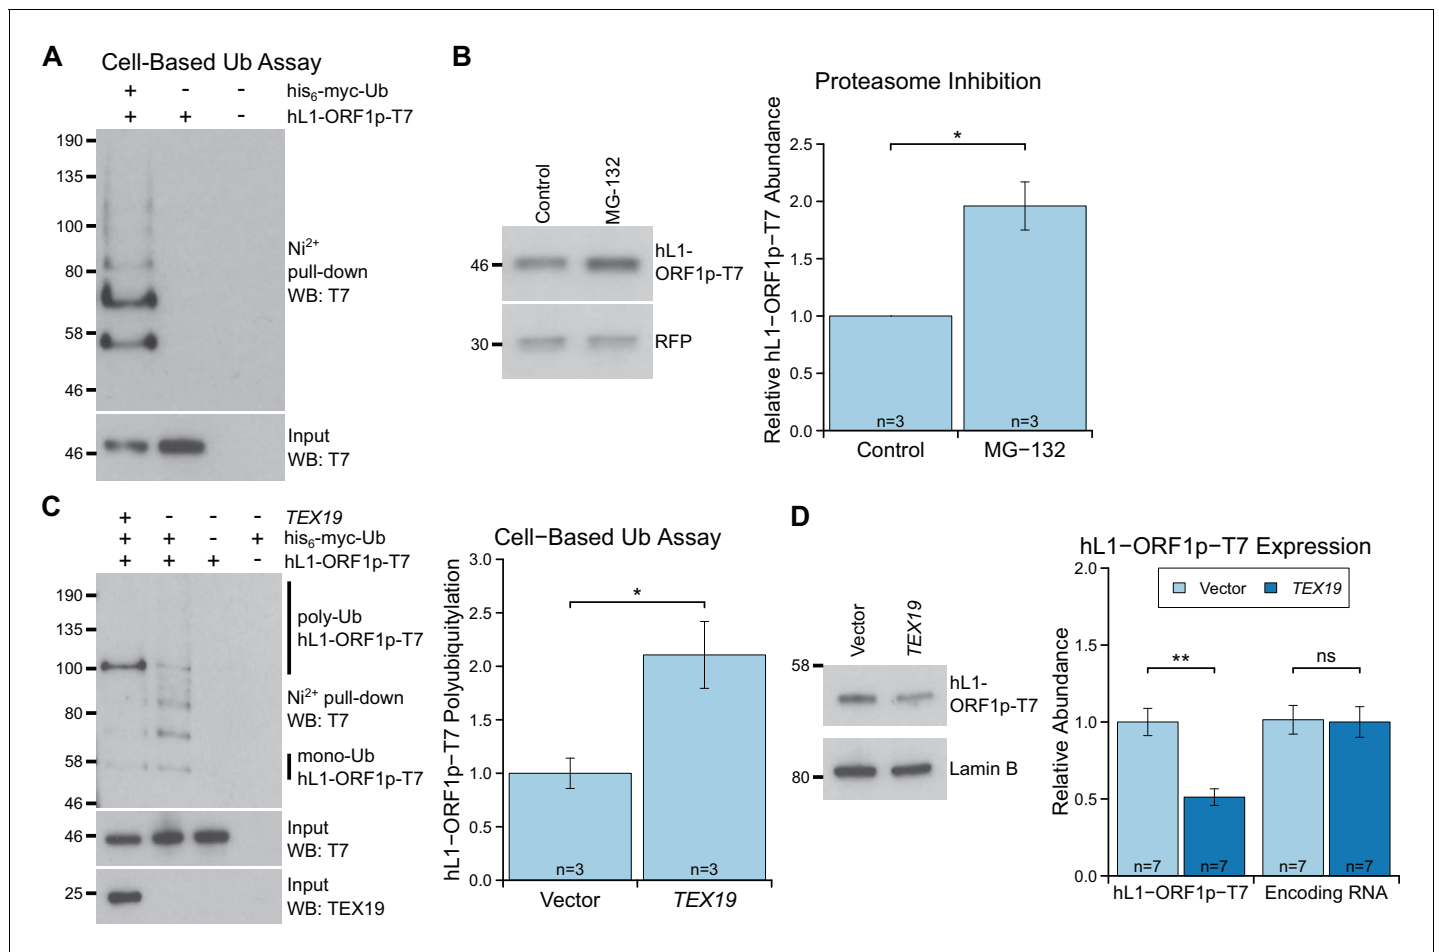 A
Cell-Based Ub Assay
+ - - his6-myc-Ub
+ + - hL1-ORF1p-T7
190
135
100
80
58
46
Ni2+
pull-down
WB: T7
46
Input
WB: T7
B
Control
MG-132
46
hL1-
ORF1p-T7
30
RFP
Proteasome Inhibition
Relative hL1−ORF1p−T7 Abundance
2.5
2.0
1.5
1.0
0.5
0.0
*
n=3
n=3
Control
MG−132
C
+ - - - TEX19
+ + - + his6-myc-Ub
+ + + - hL1-ORF1p-T7
190
135
100
80
58
46
poly-Ub
hL1-ORF1p-T7
Ni2+ pull-down
WB: T7
mono-Ub
hL1-ORF1p-T7
46
Input
WB: T7
25
Input
WB: TEX19
Cell−Based Ub Assay
hL1−ORF1p−T7 Polyubiquitylation
3.0
2.5
2.0
1.5
1.0
0.5
0.0
*
n=3
n=3
Vector
TEX19
D
Vector
TEX19
58
hL1-
ORF1p-T7
80
Lamin B
hL1−ORF1p−T7 Expression
Relative Abundance
2.0
1.5
1.0
0.5
0.0
Vector TEX19
**
ns
n=7
n=7
n=7
n=7
hL1−ORF1p−T7
Encoding RNA